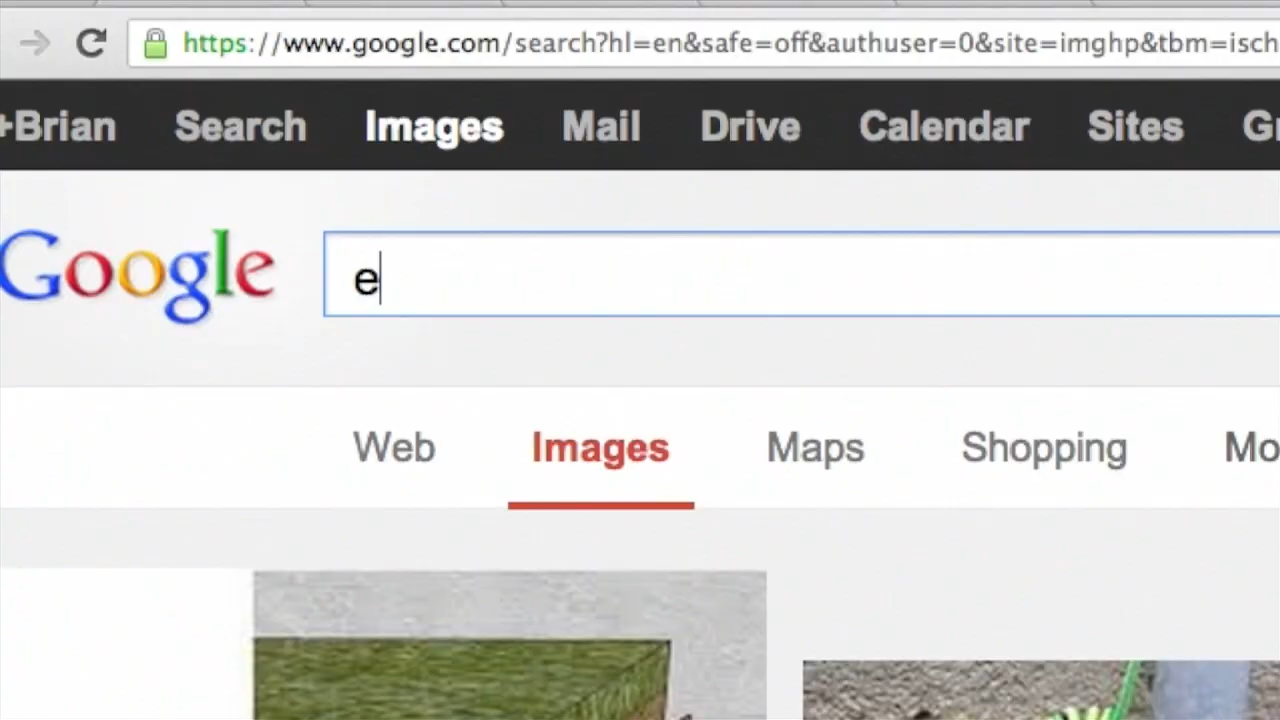 https://www.google.com/search?hl=en&safe=off&authuser=0&site=imghp&tbm=isch
+Brian Search Images Mail Drive Calendar Sites G
Google
e
Web Images Maps Shopping Mo